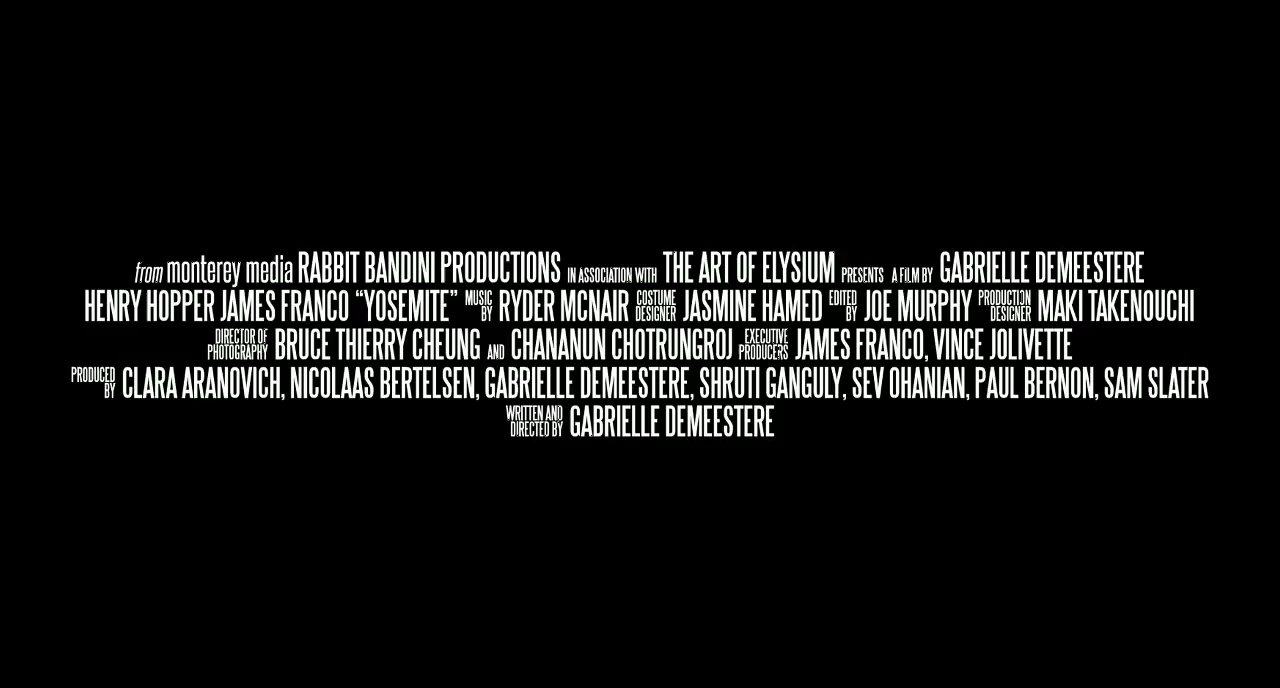 from monterey media RABBIT BANDINI PRODUCTIONS IN ASSOCIATION WITH THE ART OF ELYSIUM PRESENTS A FILM BY GABRIELLE DEMEESTERE
HENRY HOPPER JAMES FRANCO “YOSEMITE” MUSIC BY RYDER MCNAIR COSTUME DESIGNER JASMINE HAMED EDITED BY JOE MURPHY PRODUCTION DESIGNER MAKI TAKENOUCHI
DIRECTOR OF PHOTOGRAPHY BRUCE THIERRY CHEUNG AND CHANANUN CHOTRUNGROJ EXECUTIVE PRODUCERS JAMES FRANCO, VINCE JOLIVETTE
PRODUCED BY CLARA ARANOVICH, NICOLAAS BERTELSEN, GABRIELLE DEMEESTERE, SHRUTI GANGULY, SEV OHANIAN, PAUL BERNON, SAM SLATER
WRITTEN AND DIRECTED BY GABRIELLE DEMEESTERE